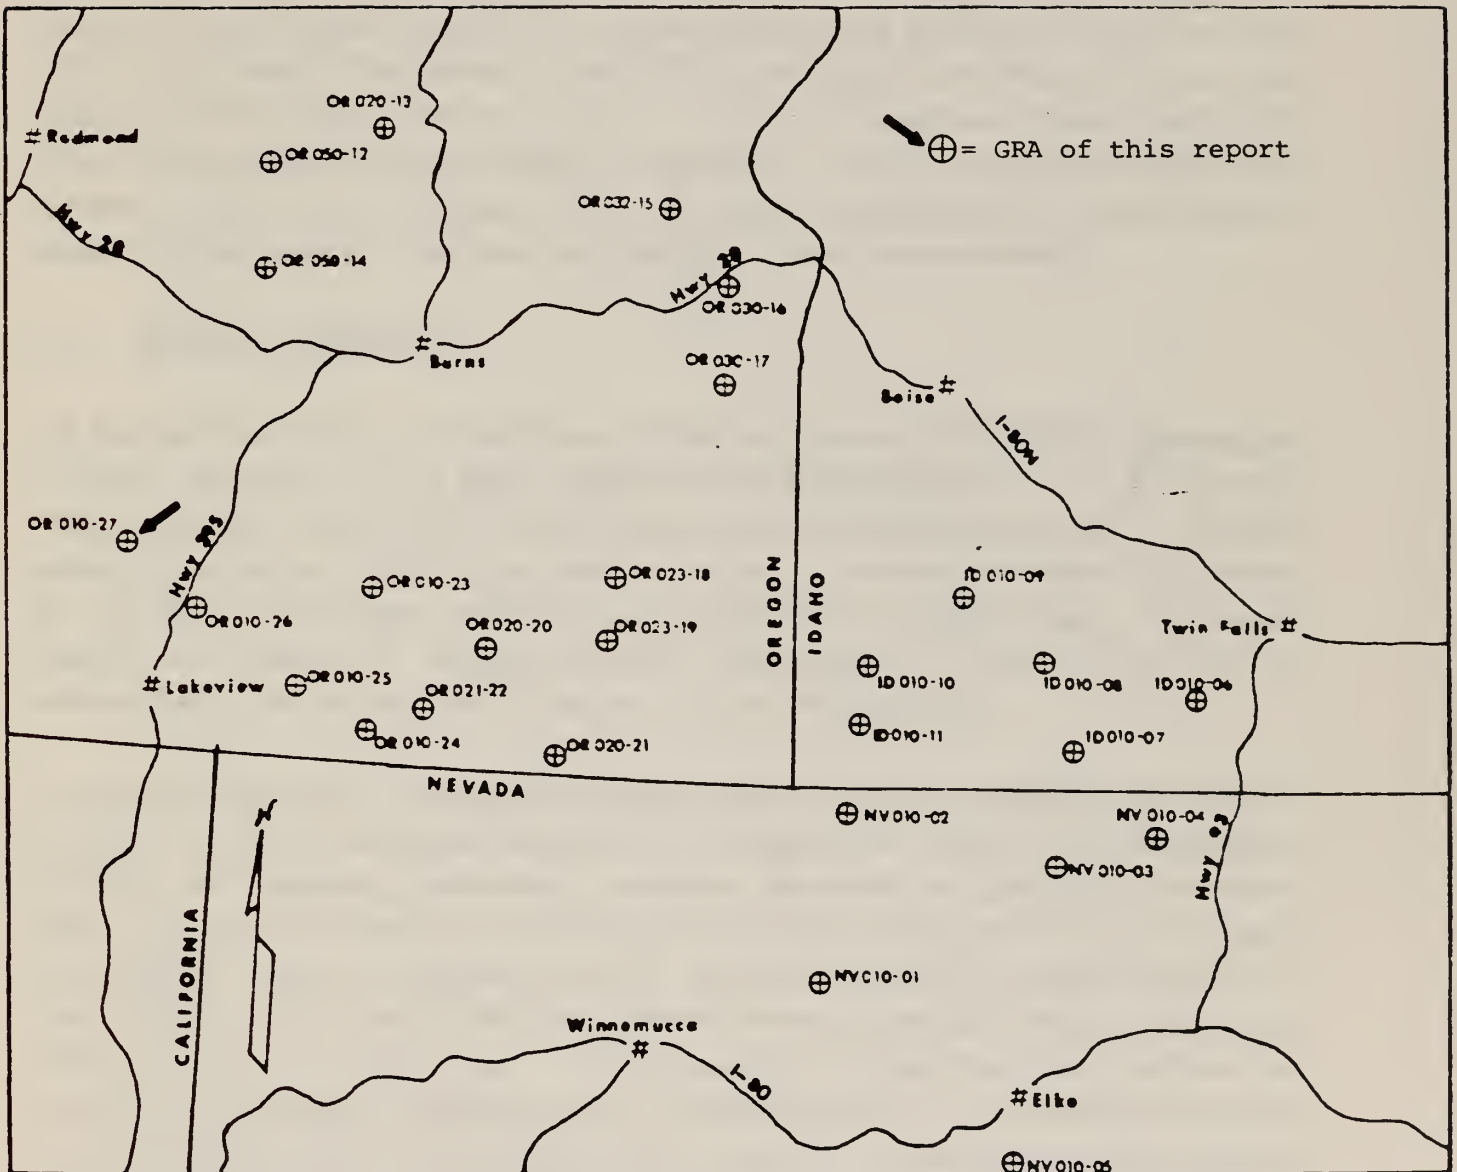 OR 020-13
Redmond
OR 050-12
= GRA of this report
OR 032-15
Hwy 20
OR 050-14
Hwy
OR 030-16
Burns
OR 030-17
Boise
I-80N
OR 010-27
Hwy 395
OR 010-23
OR 023-18
ID 010-09
OR 010-26
OR 020-20
OR 023-19
OREGON
IDAHO
Twin Falls
Lakeview
OR 010-25
ID 010-10
ID 010-08
ID 010-06
OR 021-22
OR 010-24
OR 020-21
ID 010-11
ID 010-07
NEVADA
N
NV 010-02
NV 010-04
Hwy 93
NV 010-03
CALIFORNIA
NV 010-01
Winnemucca
I-80
Elko
NV 010-05